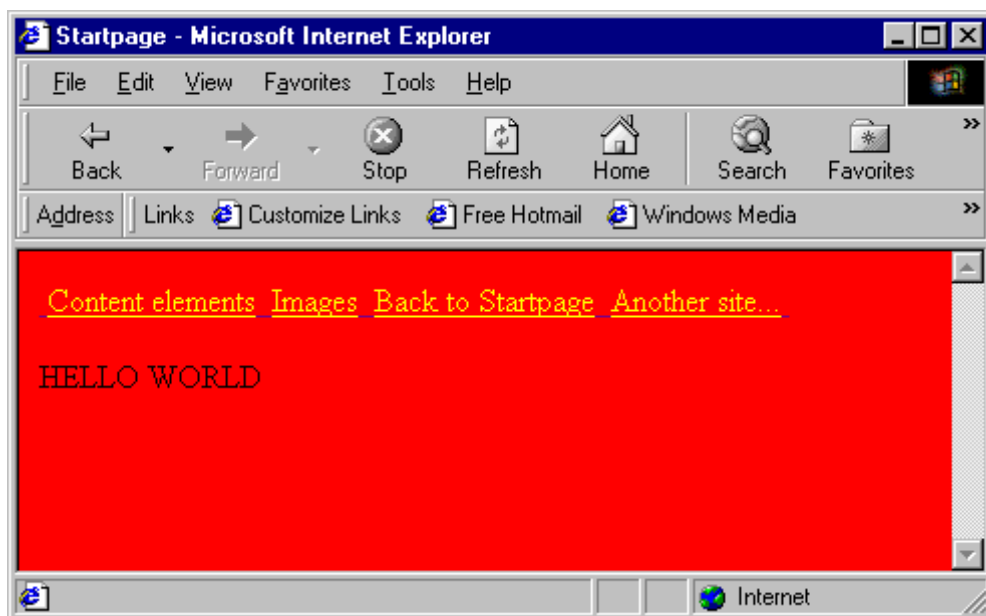 Startpage - Microsoft Internet Explorer
File Edit View Favorites Tools Help
Back Forward Stop Refresh Home Search Favorites »
Address Links Customize Links Free Hotmail Windows Media »
Content elements Images Back to Startpage Another site...
HELLO WORLD
Internet